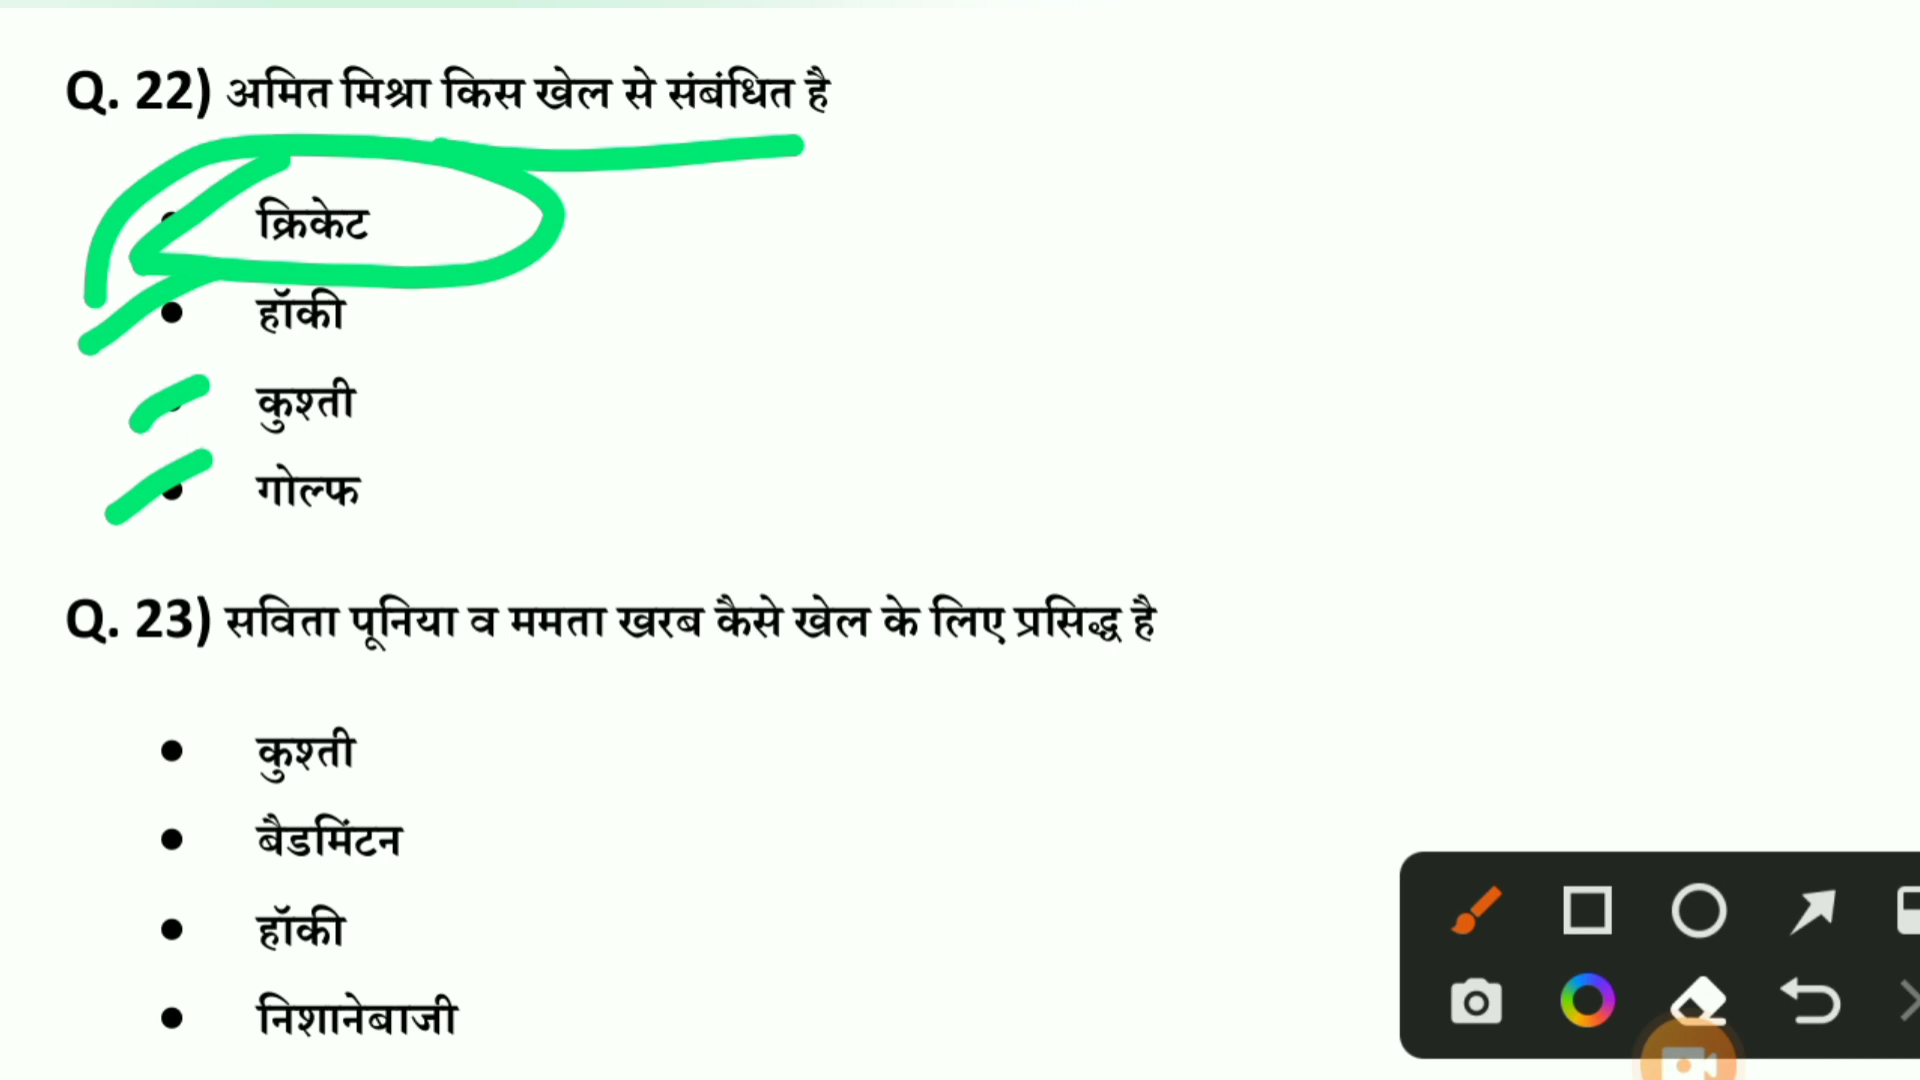 Q. 22) अमित मिश्रा किस खेल से संबंधित है
• क्रिकेट
• हॉकी
• कुश्ती
• गोल्फ
Q. 23) सविता पूनिया व ममता खरब कैसे खेल के लिए प्रसिद्ध है
• कुश्ती
• बैडमिंटन
• हॉकी
• निशानेबाजी